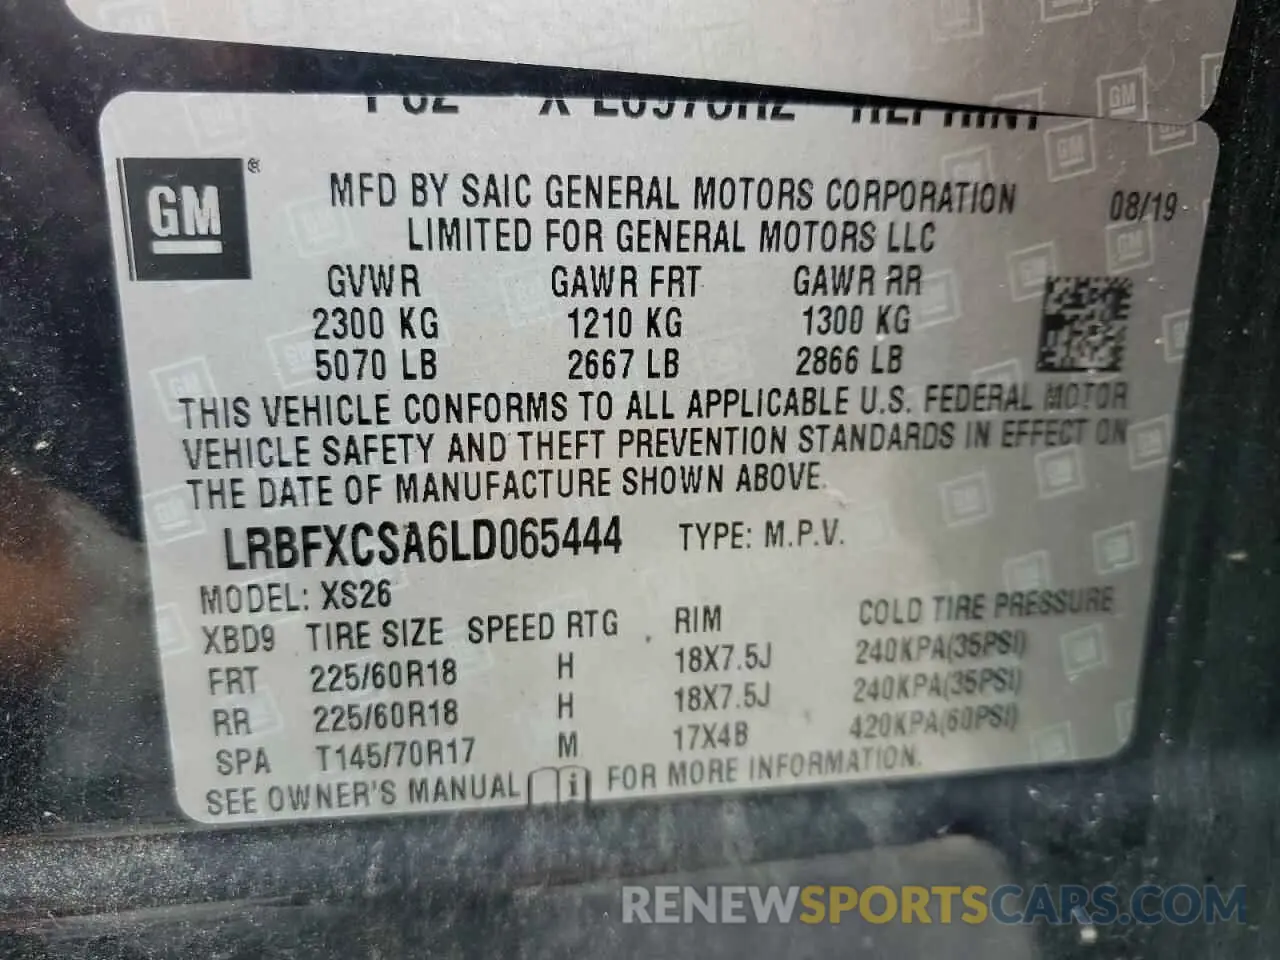 GM ®
MFD BY SAIC GENERAL MOTORS CORPORATION 08/19
LIMITED FOR GENERAL MOTORS LLC
GVWR GAWR FRT GAWR RR
2300 KG 1210 KG 1300 KG
5070 LB 2667 LB 2866 LB
THIS VEHICLE CONFORMS TO ALL APPLICABLE U.S. FEDERAL MOTOR
VEHICLE SAFETY AND THEFT PREVENTION STANDARDS IN EFFECT ON
THE DATE OF MANUFACTURE SHOWN ABOVE.
LRBFXCSA6LD065444 TYPE: M.P.V.
MODEL: XS26
XBD9 TIRE SIZE SPEED RTG RIM COLD TIRE PRESSURE
FRT 225/60R18 H 18X7.5J 240KPA(35PSI)
RR 225/60R18 H 18X7.5J 240KPA(35PSI)
SPA T145/70R17 M 17X4B 420KPA(60PSI)
SEE OWNER'S MANUAL i FOR MORE INFORMATION.
RENEWSPORTSCARS.COM